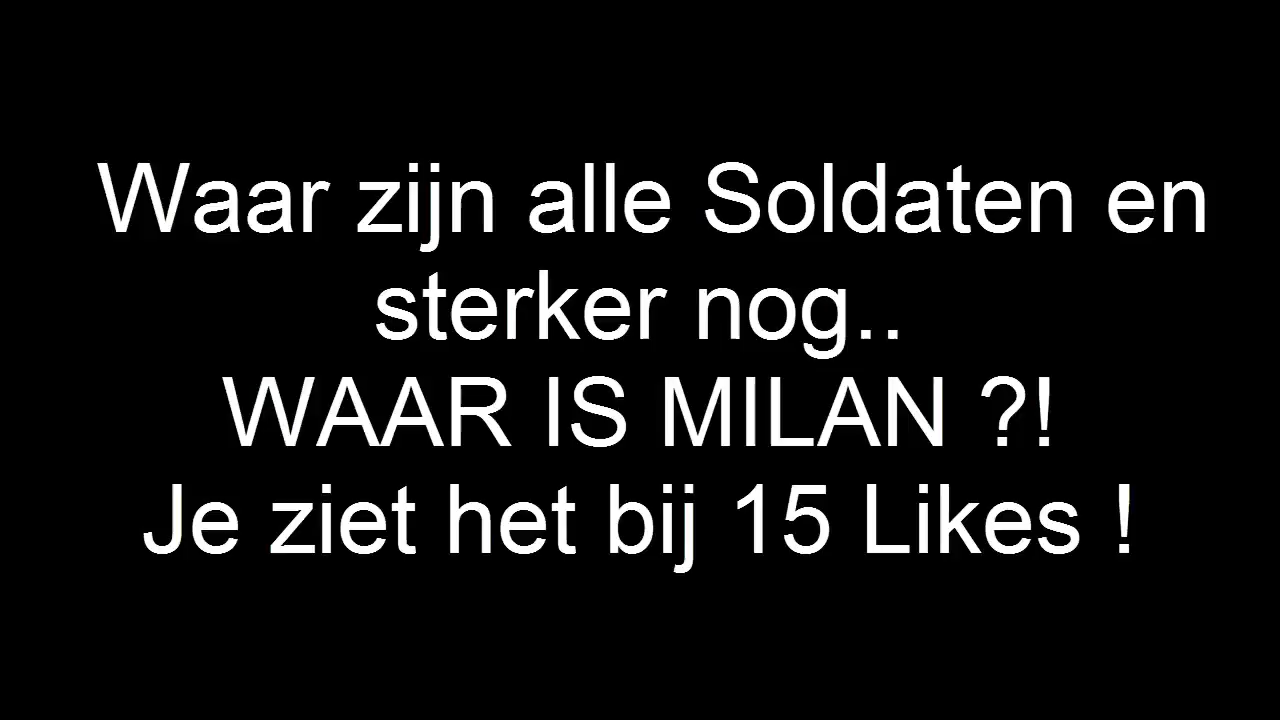 Waar zijn alle Soldaten en
sterker nog..
WAAR IS MILAN ?!
Je ziet het bij 15 Likes !